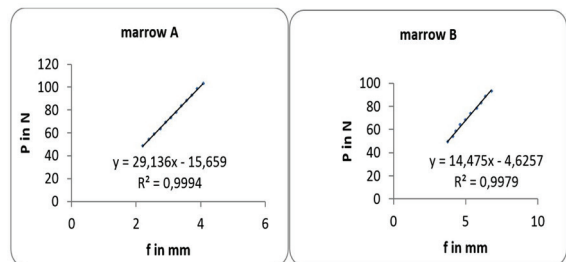 marrow A
P in N
120
100
80
60
40
20
0
y = 29,136x - 15,659
R² = 0,9994
0 2 4 6
f in mm
marrow B
P in N
100
80
60
40
20
0
y = 14,475x - 4,6257
R² = 0,9979
0 5 10
f in mm